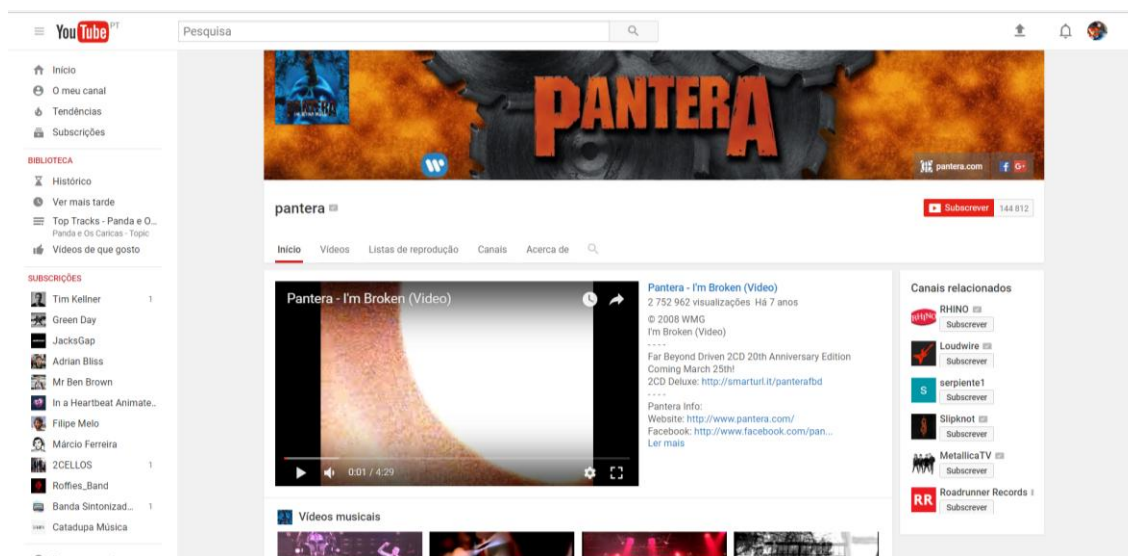 YouTube PT
Pesquisa
Início
O meu canal
Tendências
Subscrições
BIBLIOTECA
Histórico
Ver mais tarde
Top Tracks - Panda e O...
Panda e Os Caricas - Topic
Vídeos de que gosto
SUBSCRIÇÕES
Tim Kellner 1
Green Day
JacksGap
Adrian Bliss
Mr Ben Brown
In a Heartbeat Animate..
Filipe Melo
Márcio Ferreira
2CELLOS 1
Roffies_Band
Banda Sintonizad... 1
Catadupa Música
PANTERA
PANTERA
pantera.com
f G+
pantera
Subscrever 144 812
Início Vídeos Listas de reprodução Canais Acerca de
Pantera - I'm Broken (Video)
0:01 / 4:29
Pantera - I'm Broken (Video)
2 752 962 visualizações Há 7 anos
© 2008 WMG
I'm Broken (Video)
- - - -
Far Beyond Driven 2CD 20th Anniversary Edition
Coming March 25th!
2CD Deluxe: http://smarturl.it/panterafbd
- - - -
Pantera Info:
Website: http://www.pantera.com/
Facebook: http://www.facebook.com/pan...
Ler mais
Vídeos musicais
Canais relacionados
RHINO
RHINO
Subscrever
Loudwire
Subscrever
S
serpiente1
Subscrever
Slipknot
Subscrever
MetallicaTV
Subscrever
RR
Roadrunner Records
Subscrever